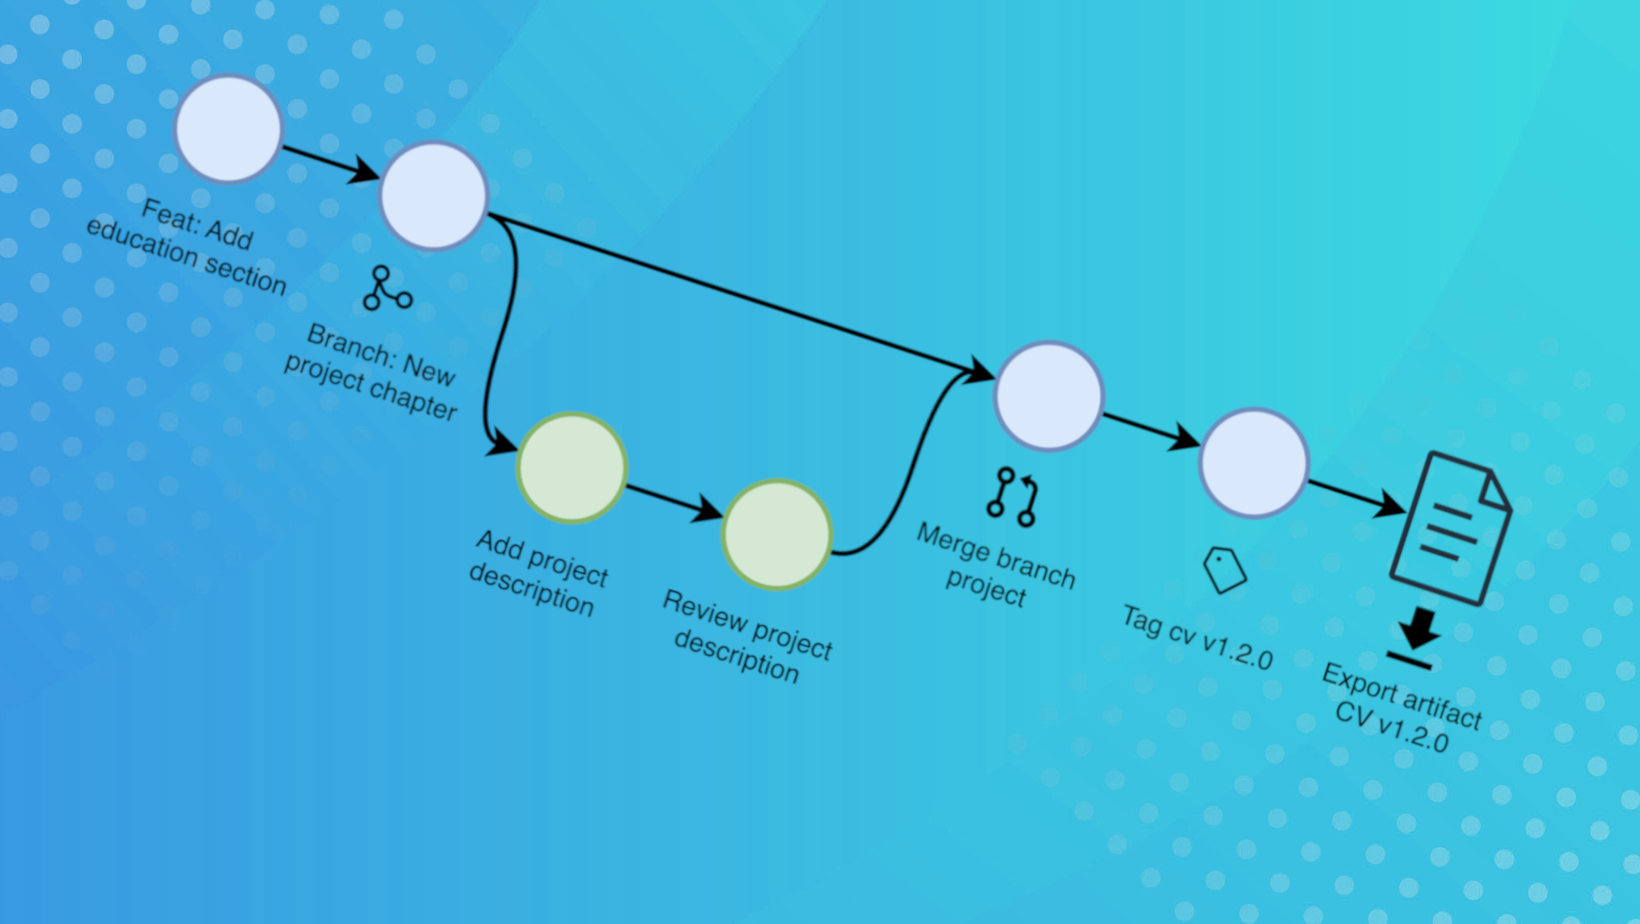 Feat: Add
education section
Branch: New
project chapter
Add project
description
Review project
description
Merge branch
project
Tag cv v1.2.0
Export artifact
CV v1.2.0